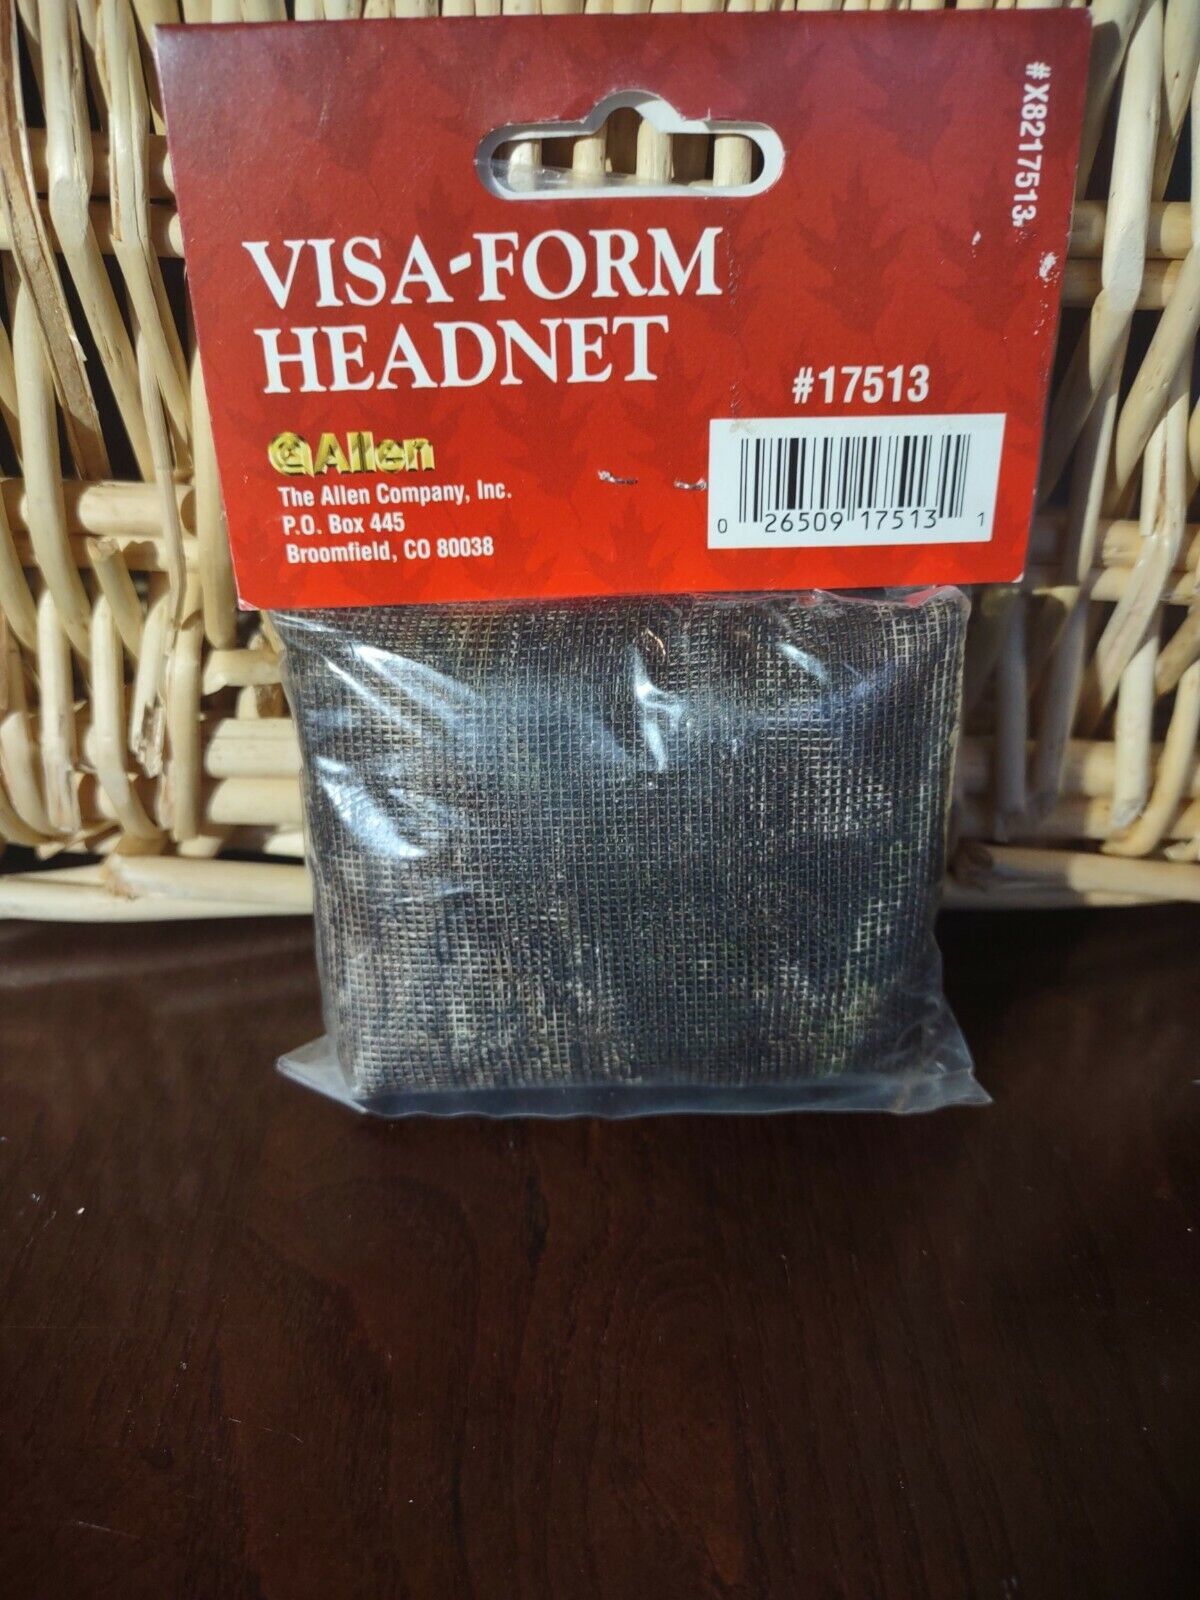 VISA-FORM
HEADNET
#X8217513
#17513
Allen
The Allen Company, Inc.
P.O. Box 445
Broomfield, CO 80038
0 26509 17513 1